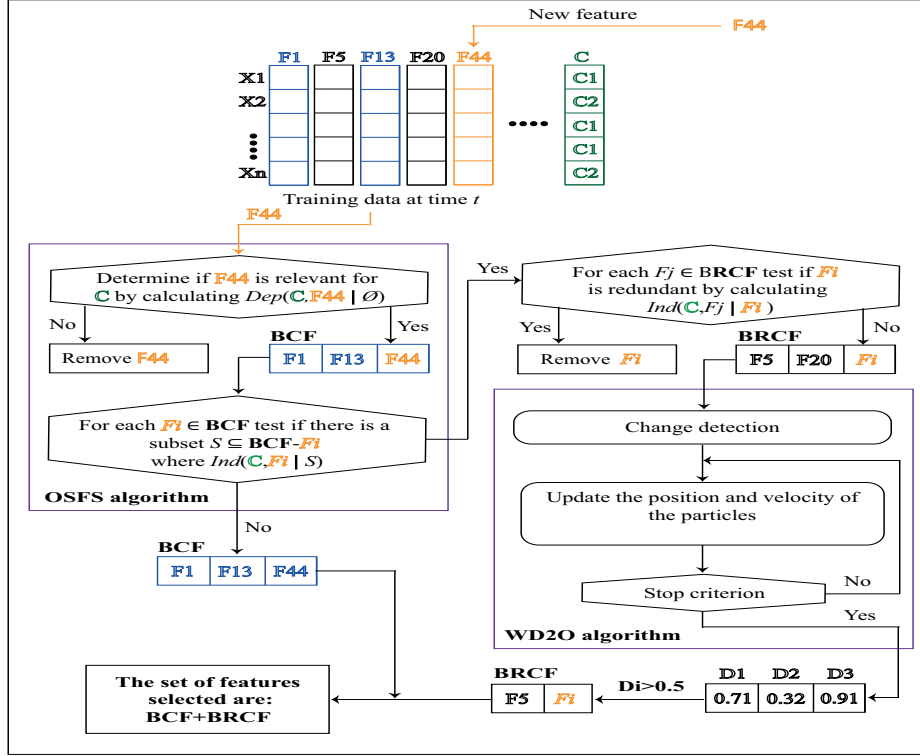 New feature
F44
F1 F5 F13 F20 F44 C
X1 C1
X2 C2
C1
C1
Xn C2
Training data at time t
F44
Determine if F44 is relevant for
ℂ by calculating Dep(ℂ,F44 | Ø)
No
Yes
Remove F44
BCF
F1 F13 F44
For each Fi ∈ BCF test if there is a
subset S ⊆ BCF-Fi
where Ind(ℂ,Fi | S)
OSFS algorithm
Yes
For each Fj ∈ BRCF test if Fi
is redundant by calculating
Ind(ℂ,Fj | Fi )
Yes
No
Remove Fi
BRCF
F5 F20 Fi
Change detection
Update the position and velocity of
the particles
Stop criterion
No
Yes
WD2O algorithm
No
BCF
F1 F13 F44
D1 D2 D3
0.71 0.32 0.91
Di>0.5
BRCF
F5 Fi
The set of features
selected are:
BCF+BRCF